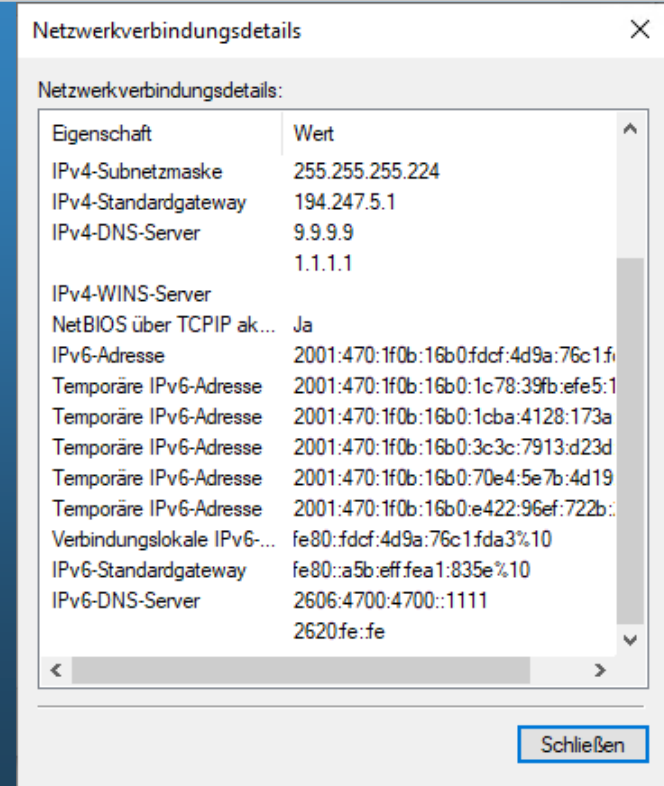 Netzwerkverbindungsdetails
Netzwerkverbindungsdetails:
Eigenschaft Wert
IPv4-Subnetzmaske 255.255.255.224
IPv4-Standardgateway 194.247.5.1
IPv4-DNS-Server 9.9.9.9
1.1.1.1
IPv4-WINS-Server
NetBIOS über TCPIP ak... Ja
IPv6-Adresse 2001:470:1f0b:16b0:fdcf:4d9a:76c1:f
Temporäre IPv6-Adresse 2001:470:1f0b:16b0:1c78:39fb:efe5:1
Temporäre IPv6-Adresse 2001:470:1f0b:16b0:1cba:4128:173a
Temporäre IPv6-Adresse 2001:470:1f0b:16b0:3c3c:7913:d23d
Temporäre IPv6-Adresse 2001:470:1f0b:16b0:70e4:5e7b:4d19
Temporäre IPv6-Adresse 2001:470:1f0b:16b0:e422:96ef:722b:
Verbindungslokale IPv6-... fe80::fdcf:4d9a:76c1:fda3%10
IPv6-Standardgateway fe80::a5b:eff:fea1:835e%10
IPv6-DNS-Server 2606:4700:4700::1111
2620:fe::fe
Schließen